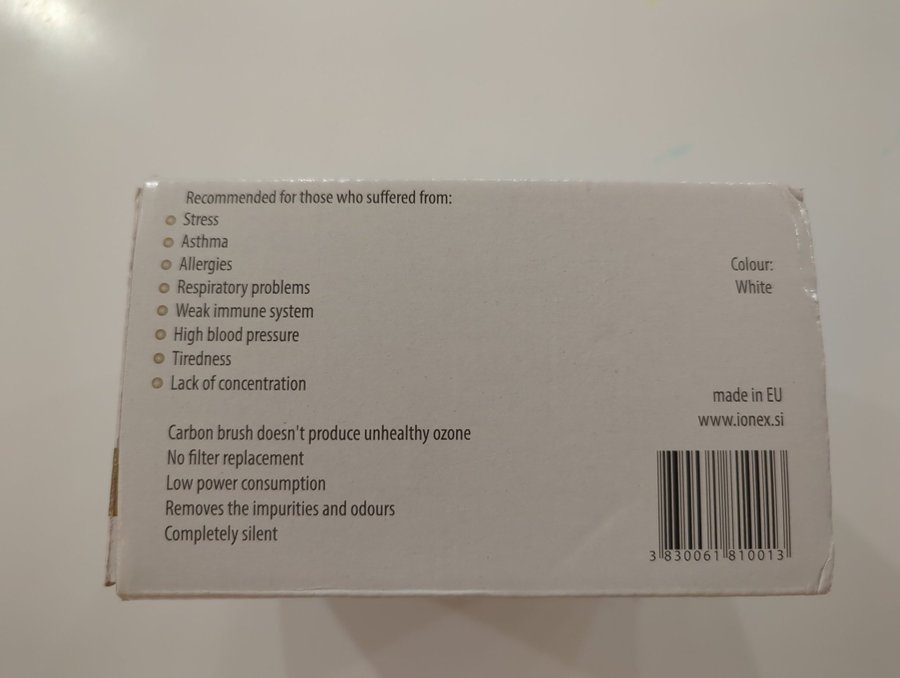 Recommended for those who suffered from:
Stress
Asthma
Allergies
Respiratory problems
Weak immune system
High blood pressure
Tiredness
Lack of concentration
Carbon brush doesn't produce unhealthy ozone
No filter replacement
Low power consumption
Removes the impurities and odours
Completely silent
Colour:
White
made in EU
www.ionex.si
3 830061 810013